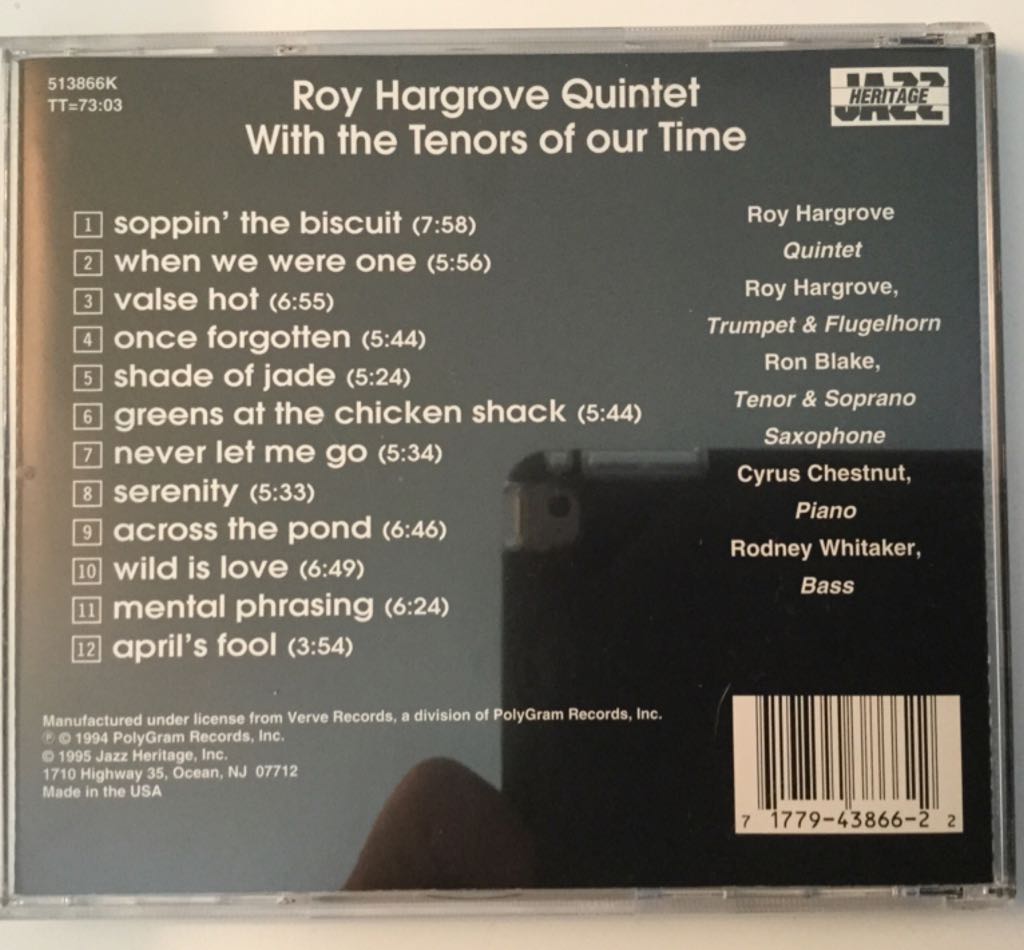 513866K
TT=73:03
Roy Hargrove Quintet
With the Tenors of our Time
JAZZ
HERITAGE
1 soppin' the biscuit (7:58)
2 when we were one (5:56)
3 valse hot (6:55)
4 once forgotten (5:44)
5 shade of jade (5:24)
6 greens at the chicken shack (5:44)
7 never let me go (5:34)
8 serenity (5:33)
9 across the pond (6:46)
10 wild is love (6:49)
11 mental phrasing (6:24)
12 april's fool (3:54)
Roy Hargrove
Quintet
Roy Hargrove,
Trumpet & Flugelhorn
Ron Blake,
Tenor & Soprano
Saxophone
Cyrus Chestnut,
Piano
Rodney Whitaker,
Bass
Manufactured under license from Verve Records, a division of PolyGram Records, Inc.
℗ © 1994 PolyGram Records, Inc.
© 1995 Jazz Heritage, Inc.
1710 Highway 35, Ocean, NJ 07712
Made in the USA
7 1779-43866-2 2